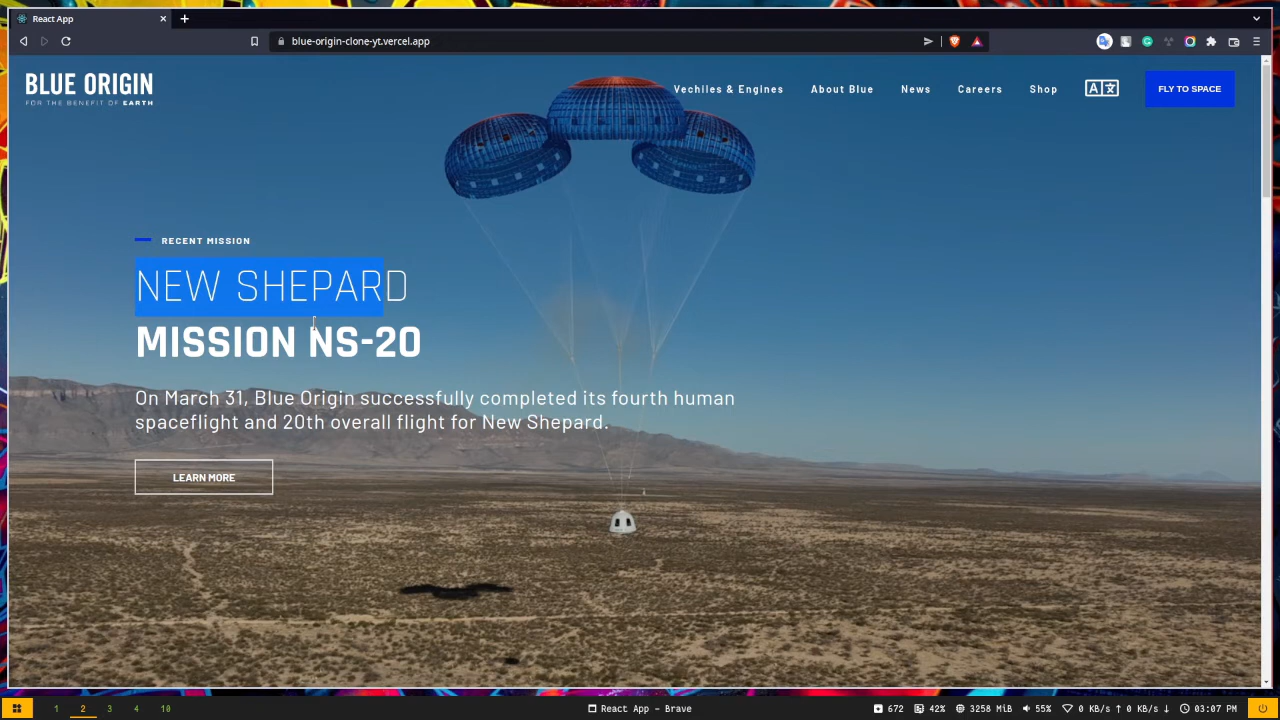 React App
blue-origin-clone-yt.vercel.app
BLUE ORIGIN
FOR THE BENEFIT OF EARTH
Vechiles & Engines
About Blue
News
Careers
Shop
A文
FLY TO SPACE
RECENT MISSION
NEW SHEPARD
MISSION NS-20
On March 31, Blue Origin successfully completed its fourth human
spaceflight and 20th overall flight for New Shepard.
LEARN MORE
1 2 3 4 10
React App – Brave
672 42% 3258 MiB 55% 0 KB/s ↑ 0 KB/s ↓ 03:07 PM